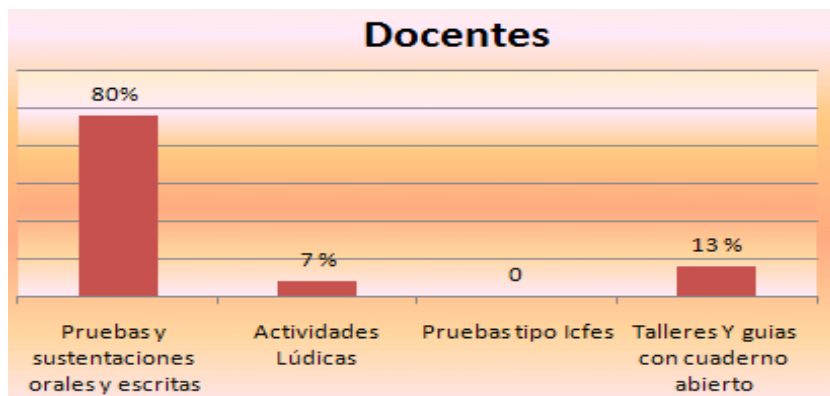 Docentes
80%
7 %
0
13 %
Pruebas y
sustentaciones
orales y escritas
Actividades
Lúdicas
Pruebas tipo Icfes
Talleres Y guias
con cuaderno
abierto